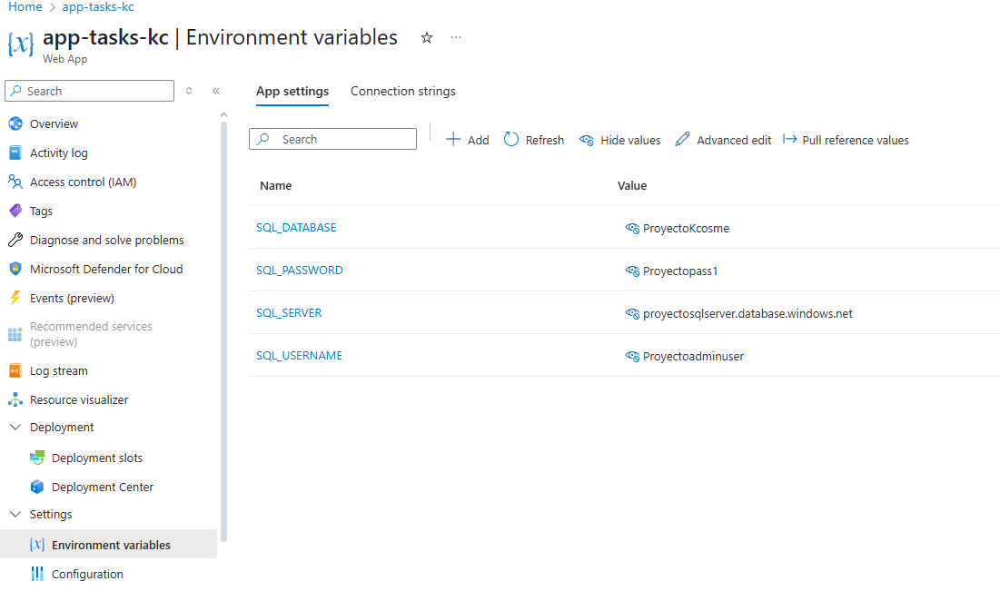 Home > app-tasks-kc
{x} app-tasks-kc | Environment variables ☆ ...
Web App
Search
App settings Connection strings
Search
Add Refresh Hide values Advanced edit Pull reference values
Name Value
SQL_DATABASE ProyectoKcosme
SQL_PASSWORD Proyectopass1
SQL_SERVER proyectosqlserver.database.windows.net
SQL_USERNAME Proyectoadminuser
Overview
Activity log
Access control (IAM)
Tags
Diagnose and solve problems
Microsoft Defender for Cloud
Events (preview)
Recommended services
(preview)
Log stream
Resource visualizer
Deployment
Deployment slots
Deployment Center
Settings
Environment variables
Configuration